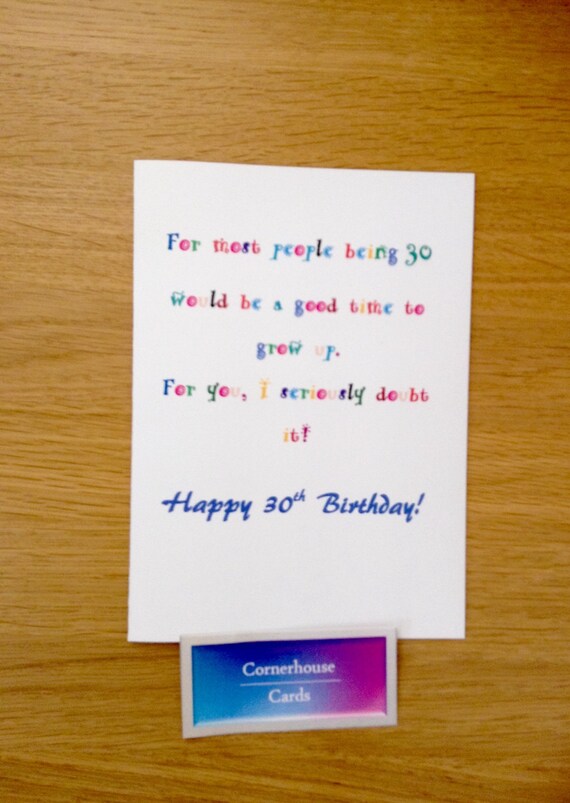 For most people being 30
would be a good time to
grow up.
For you, I seriously doubt
it!
Happy 30th Birthday!
Cornerhouse
Cards